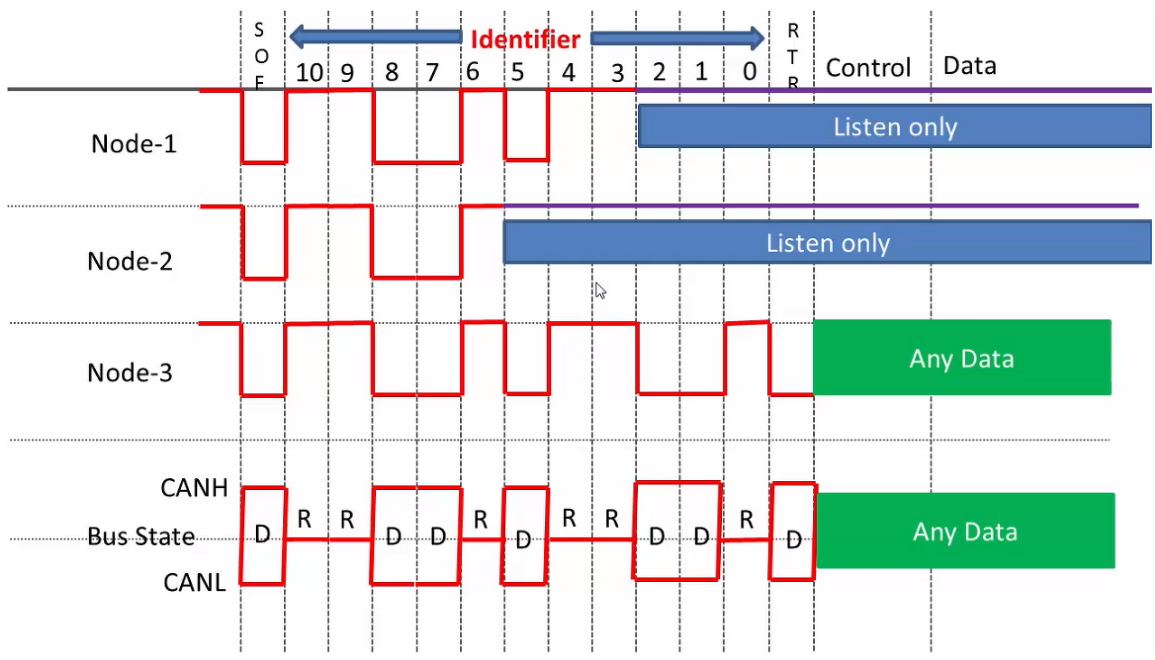 S
O
F
Identifier
R
T
R
10 9 8 7 6 5 4 3 2 1 0
Control Data
Node-1
Listen only
Node-2
Listen only
Node-3
Any Data
CANH
Bus State
CANL
D R R D D R D R R D D R D
Any Data